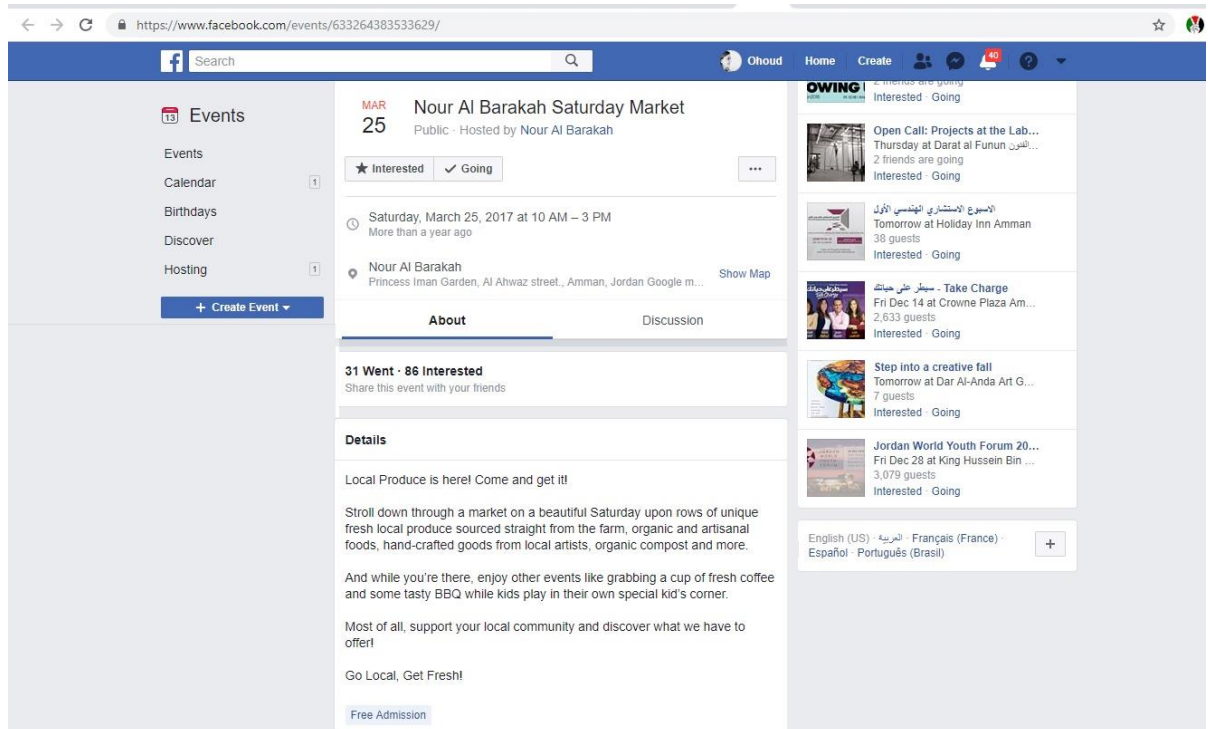 https://www.facebook.com/events/633264383533629/
Search
Ohoud
Home
Create
40
13
Events
Events
Calendar 1
Birthdays
Discover
Hosting 1
+ Create Event
MAR
25
Nour Al Barakah Saturday Market
Public · Hosted by Nour Al Barakah
Interested
Going
Saturday, March 25, 2017 at 10 AM – 3 PM
More than a year ago
Nour Al Barakah
Princess Iman Garden, Al Ahwaz street., Amman, Jordan Google m...
Show Map
About
Discussion
31 Went · 86 Interested
Share this event with your friends
Details
Local Produce is here! Come and get it!
Stroll down through a market on a beautiful Saturday upon rows of unique
fresh local produce sourced straight from the farm, organic and artisanal
foods, hand-crafted goods from local artists, organic compost and more.
And while you're there, enjoy other events like grabbing a cup of fresh coffee
and some tasty BBQ while kids play in their own special kid's corner.
Most of all, support your local community and discover what we have to
offer!
Go Local, Get Fresh!
Free Admission
2 friends are going
Interested · Going
Open Call: Projects at the Lab...
Thursday at Darat al Funun الفنون...
2 friends are going
Interested · Going
الاسبوع الاستشاري الهندسي الأول
Tomorrow at Holiday Inn Amman
38 guests
Interested · Going
سيطر على حياتك - Take Charge
Fri Dec 14 at Crowne Plaza Am...
2,633 guests
Interested · Going
Step into a creative fall
Tomorrow at Dar Al-Anda Art G...
7 guests
Interested · Going
Jordan World Youth Forum 20...
Fri Dec 28 at King Hussein Bin ...
3,079 guests
Interested · Going
English (US) · العربية · Français (France) ·
Español · Português (Brasil)